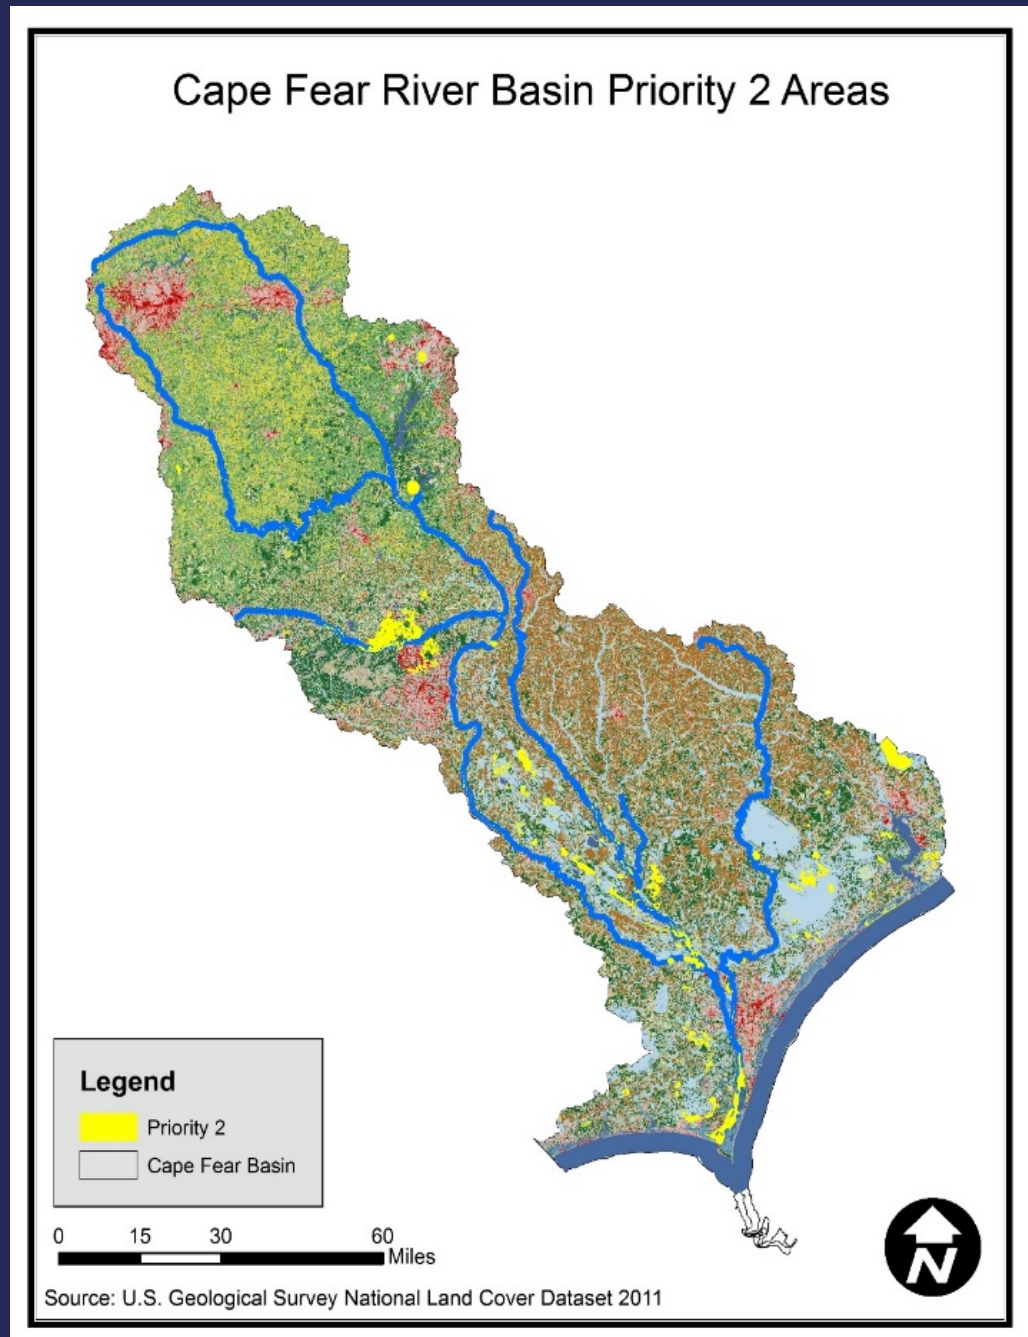 Cape Fear River Basin Priority 2 Areas
Legend
Priority 2
Cape Fear Basin
0 15 30 60
Miles
N
Source: U.S. Geological Survey National Land Cover Dataset 2011